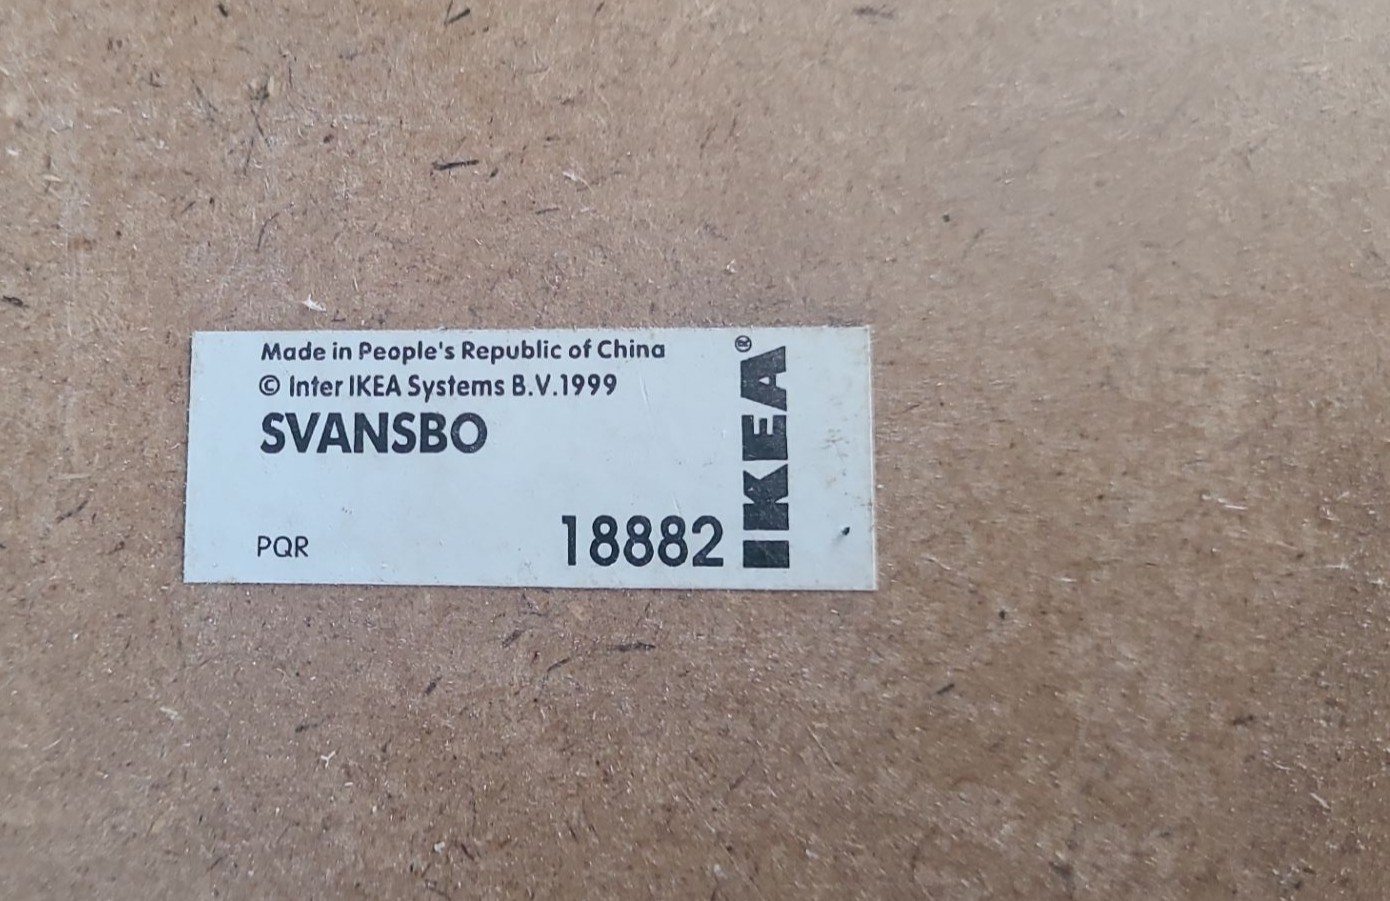 Made in People's Republic of China
© Inter IKEA Systems B.V.1999
SVANSBO
PQR
18882
IKEA®